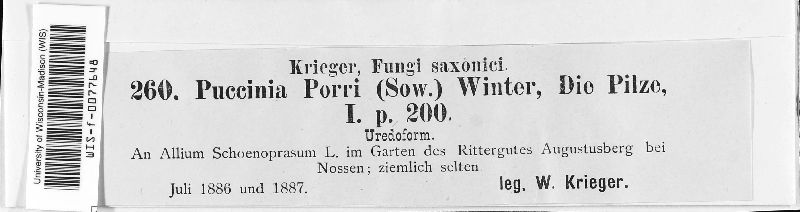 University of Wisconsin-Madison (WIS)
WIS-f-0077648
Krieger, Fungi saxonici.
260. Puccinia Porri (Sow.) Winter, Die Pilze,
I. p. 200.
Uredoform.
An Allium Schoenoprasum L. im Garten des Rittergutes Augustusberg bei
Nossen; ziemlich selten
Juli 1886 und 1887.
leg. W. Krieger.